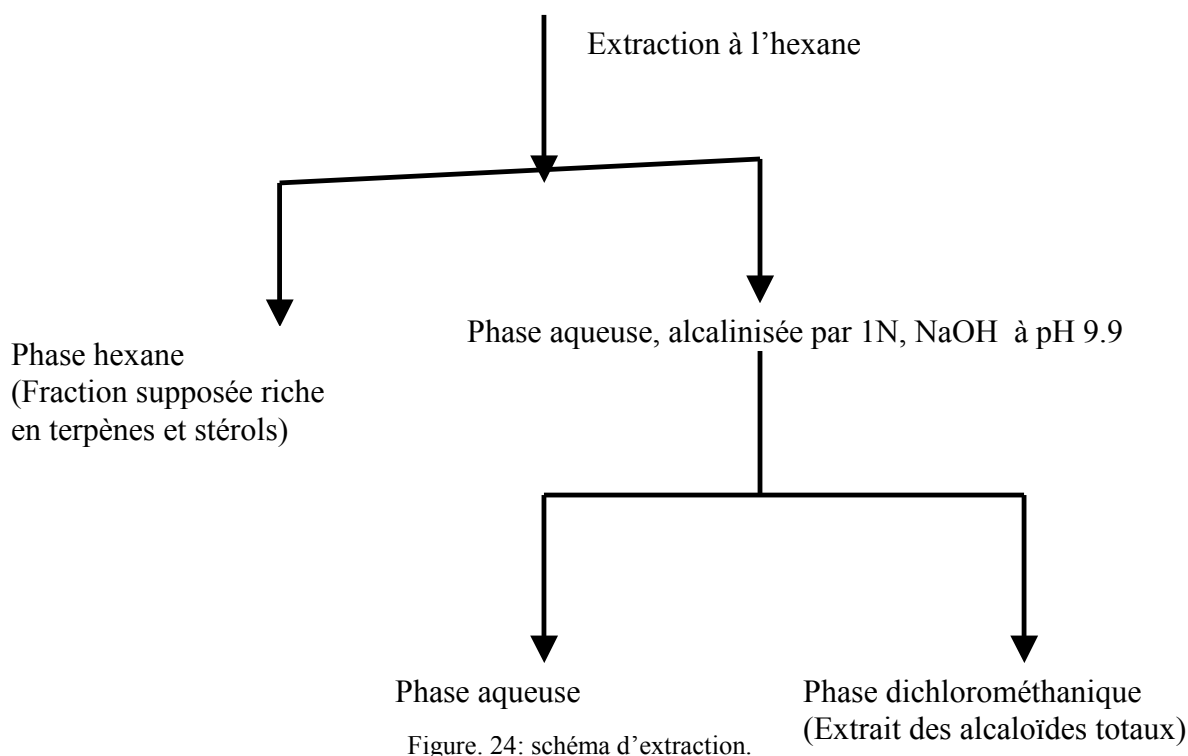 Extraction à l’hexane
Phase aqueuse, alcalinisée par 1N, NaOH à pH 9.9
Phase hexane
(Fraction supposée riche
en terpènes et stérols)
Phase aqueuse
Phase dichlorométhanique
(Extrait des alcaloïdes totaux)
Figure. 24: schéma d’extraction.